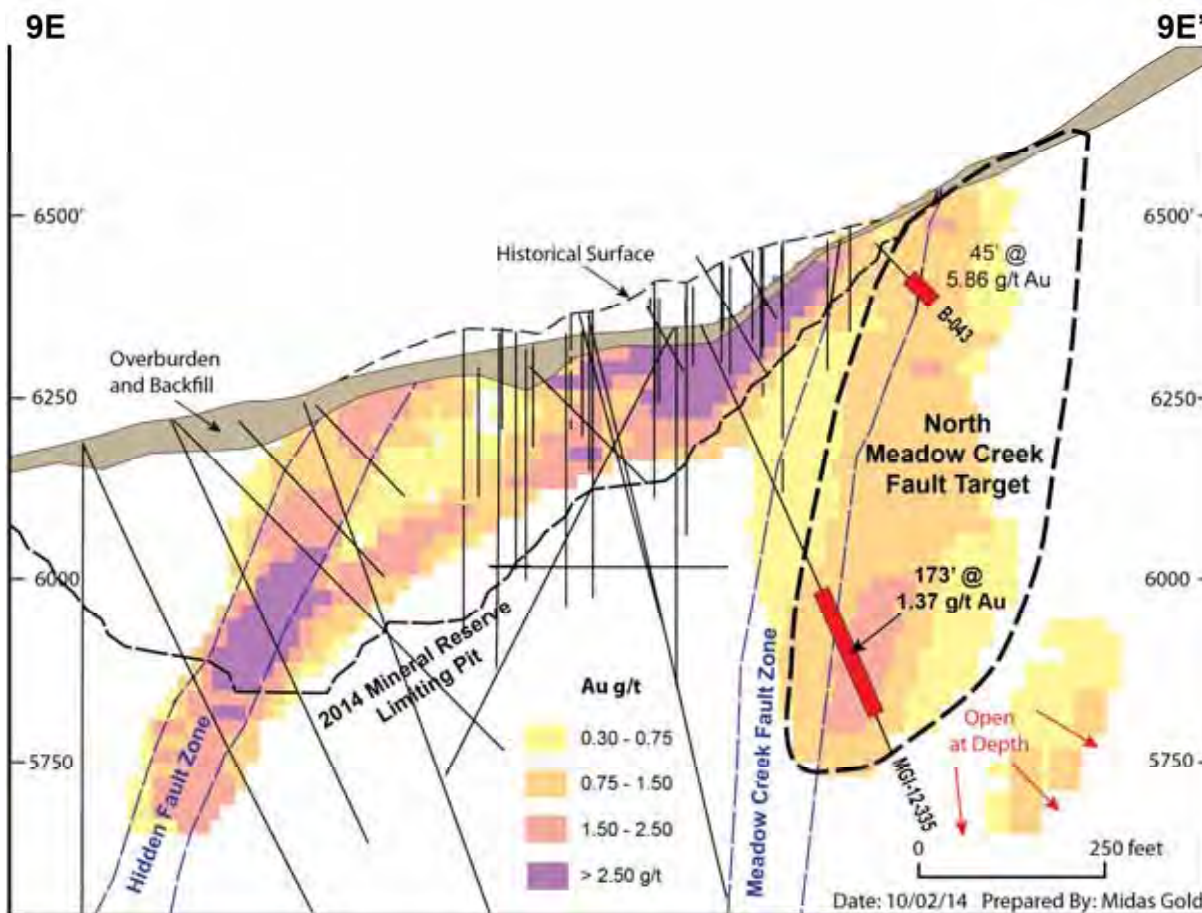 9E
9E'
6500'
6500'
Historical Surface
45' @
5.86 g/t Au
B-043
Overburden
and Backfill
6250
6250
North
Meadow Creek
Fault Target
6000
6000
173' @
1.37 g/t Au
2014 Mineral Reserve
Limiting Pit
Au g/t
0.30 - 0.75
0.75 - 1.50
1.50 - 2.50
> 2.50 g/t
Hidden Fault Zone
Meadow Creek Fault Zone
Open
at Depth
5750
5750
MGI-12-335
0
250 feet
Date: 10/02/14 Prepared By: Midas Gold